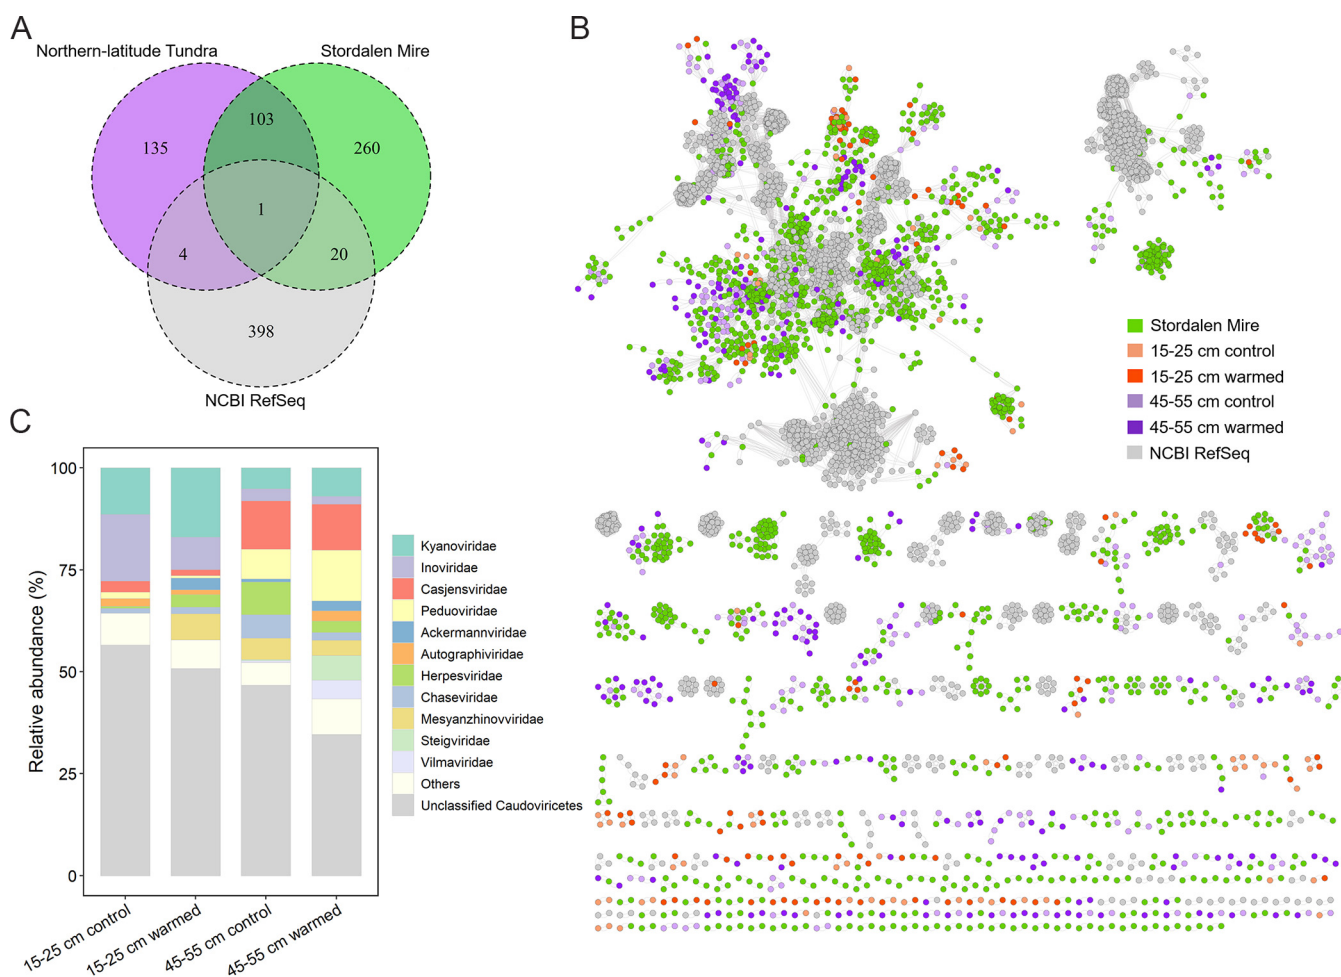 A
Northern-latitude Tundra
Stordalen Mire
103
135
260
1
4
20
398
NCBI RefSeq
B
Stordalen Mire
15-25 cm control
15-25 cm warmed
45-55 cm control
45-55 cm warmed
NCBI RefSeq
C
Relative abundance (%)
100
75
50
25
0
15-25 cm control
15-25 cm warmed
45-55 cm control
45-55 cm warmed
Kyanoviridae
Inoviridae
Casjensviridae
Peduoviridae
Ackermannviridae
Autographiviridae
Herpesviridae
Chaseviridae
Mesyanzhinovviridae
Steigviridae
Vilmaviridae
Others
Unclassified Caudoviricetes